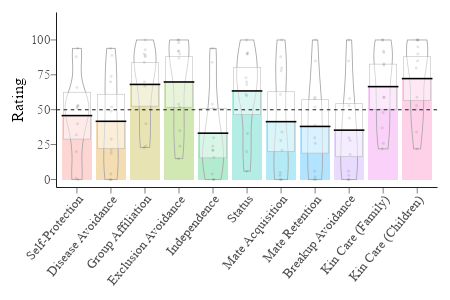 100
75
50
25
0
Rating
Self-Protection
Disease Avoidance
Group Affiliation
Exclusion Avoidance
Independence
Status
Mate Acquisition
Mate Retention
Breakup Avoidance
Kin Care (Family)
Kin Care (Children)